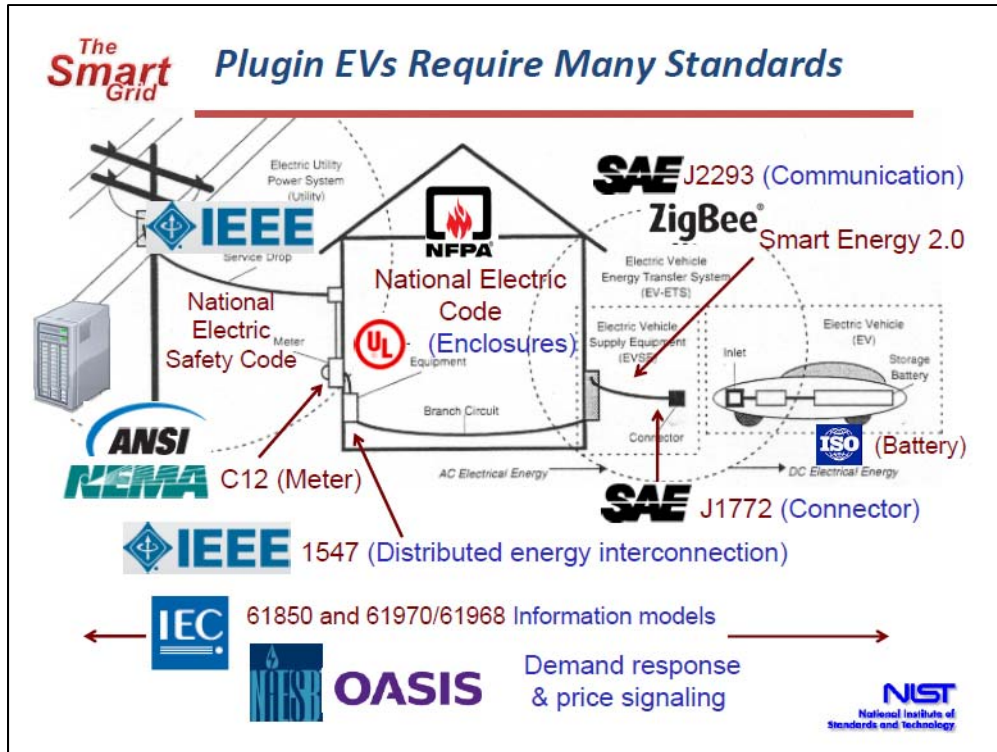 The
Smart
Grid
Plugin EVs Require Many Standards
Electric Utility
Power System
(Utility)
IEEE
Service Drop
National
Electric
Safety Code
Meter
NFPA
National Electric
Code
UL
(Enclosures)
Equipment
Branch Circuit
SAE J2293 (Communication)
ZigBee®
Smart Energy 2.0
Electric Vehicle
Energy Transfer System
(EV-ETS)
Electric Vehicle
Supply Equipment
(EVSE)
Connector
Electric Vehicle
(EV)
Inlet
Storage
Battery
ISO (Battery)
ANSI
NEMA C12 (Meter)
AC Electrical Energy
DC Electrical Energy
SAE J1772 (Connector)
IEEE 1547 (Distributed energy interconnection)
IEC 61850 and 61970/61968 Information models
NAESB OASIS
Demand response
& price signaling
NIST
National Institute of
Standards and Technology